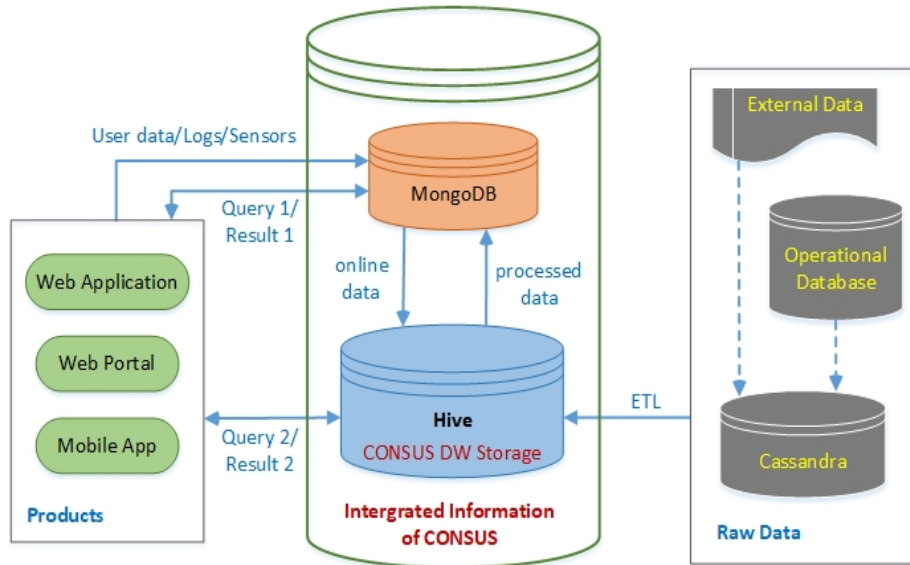 External Data
User data/Logs/Sensors
MongoDB
Query 1/
Result 1
Operational
Database
online
data
processed
data
Web Application
Web Portal
Mobile App
Products
Query 2/
Result 2
Hive
CONSUS DW Storage
ETL
Cassandra
Intergrated Information
of CONSUS
Raw Data